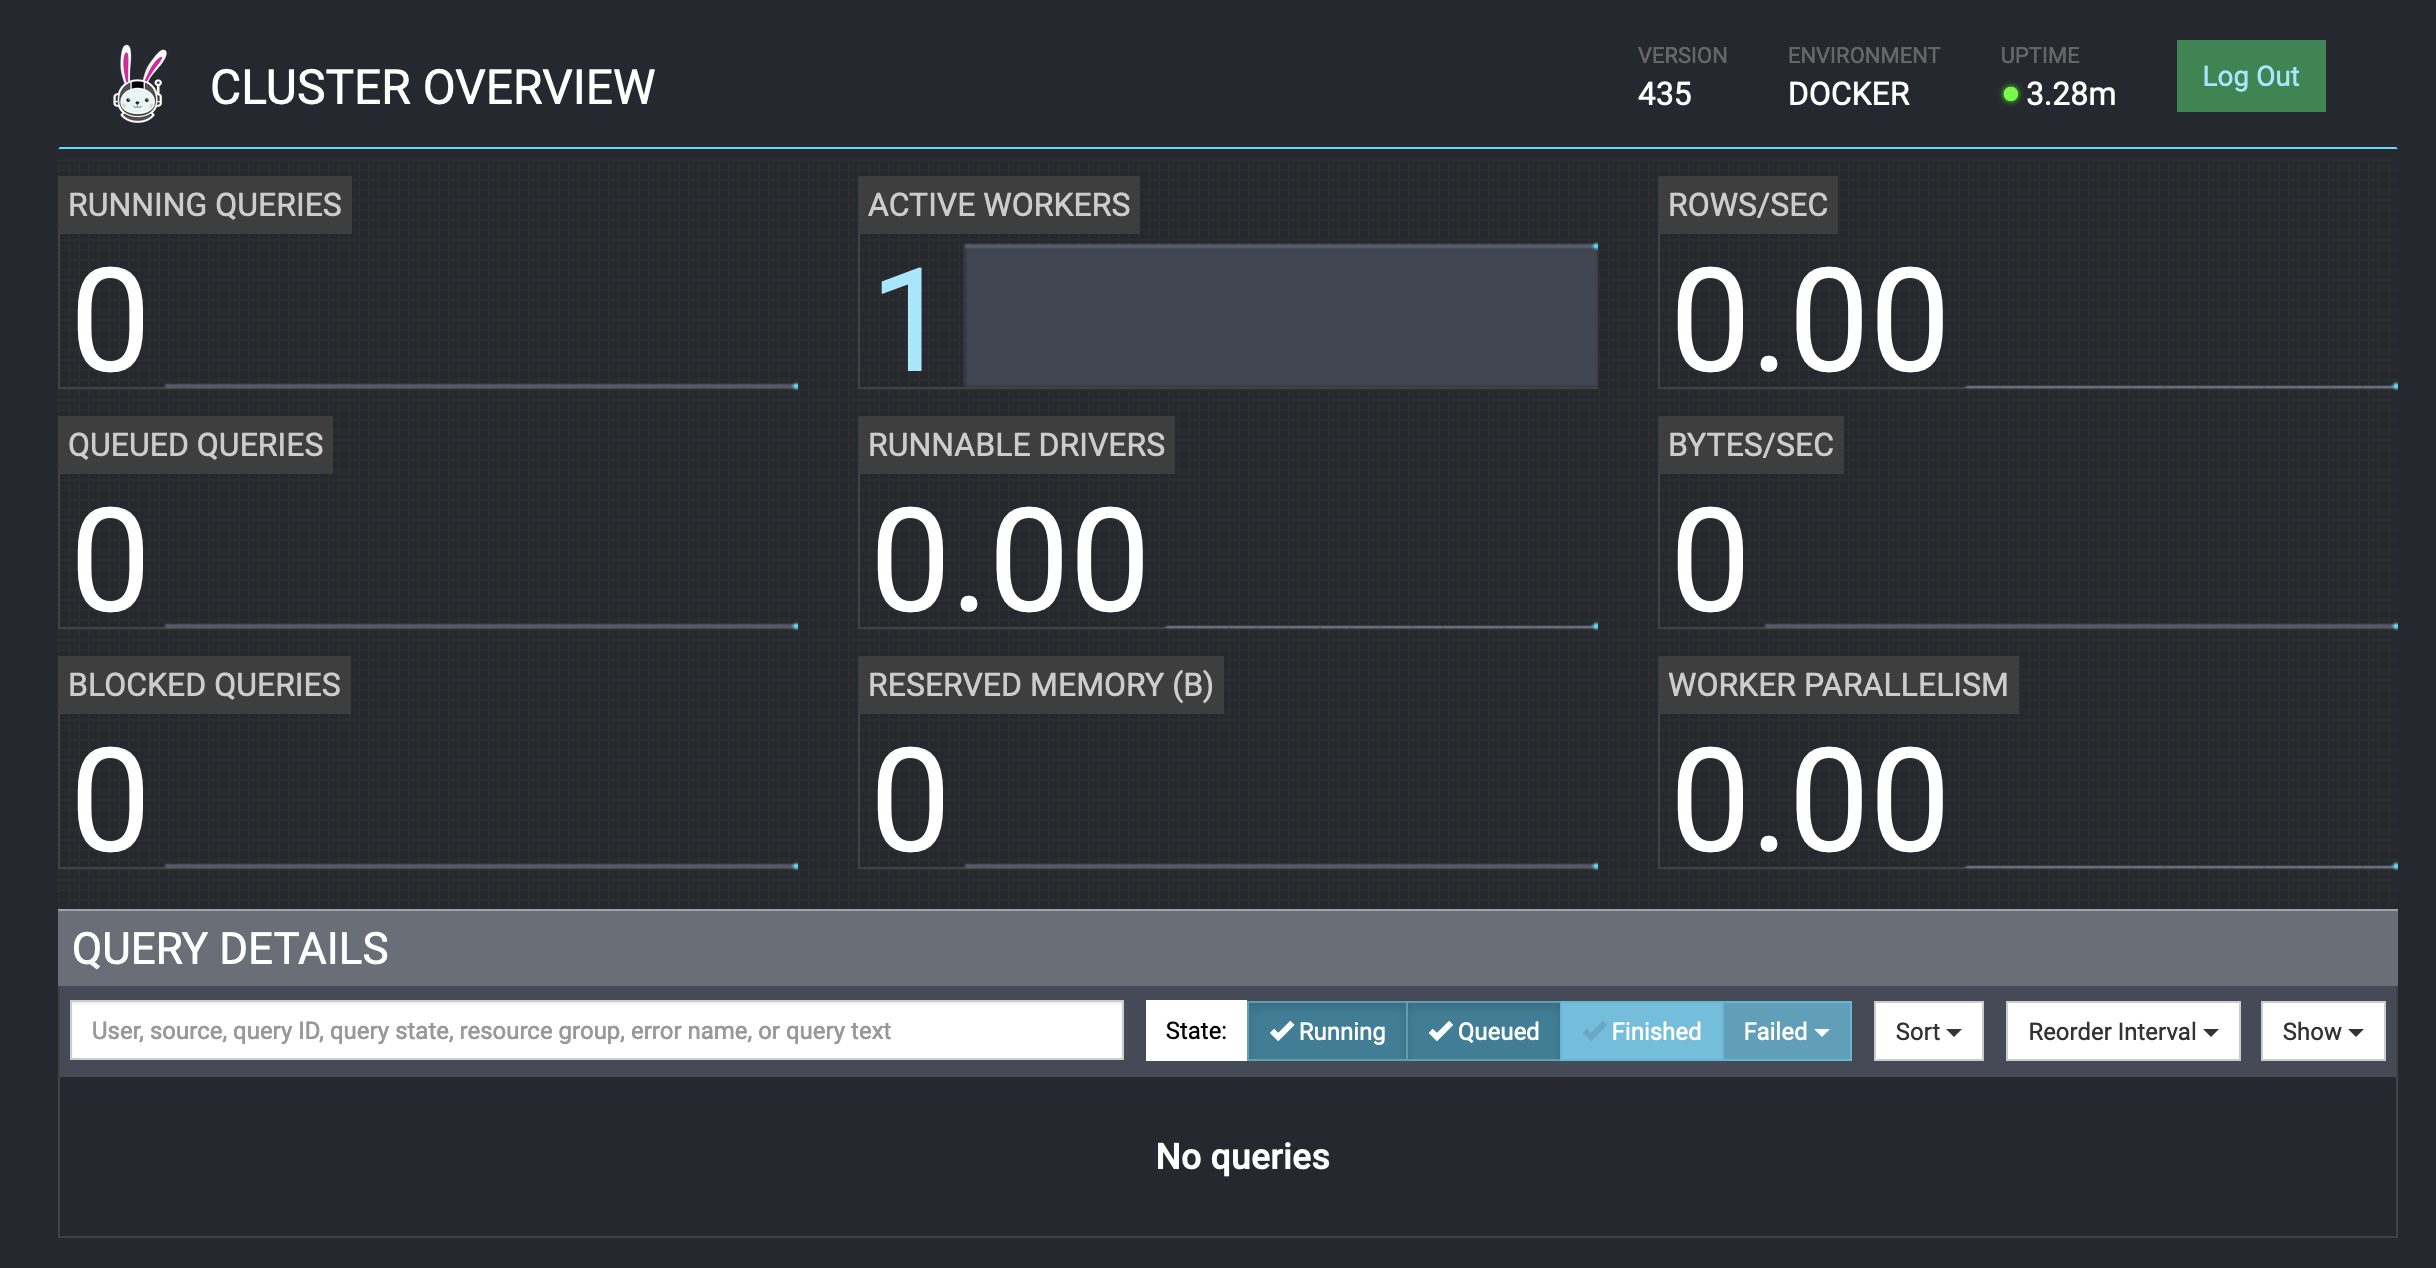 CLUSTER OVERVIEW
VERSION
435
ENVIRONMENT
DOCKER
UPTIME
3.28m
Log Out
RUNNING QUERIES
0
ACTIVE WORKERS
1
ROWS/SEC
0.00
QUEUED QUERIES
0
RUNNABLE DRIVERS
0.00
BYTES/SEC
0
BLOCKED QUERIES
0
RESERVED MEMORY (B)
0
WORKER PARALLELISM
0.00
QUERY DETAILS
User, source, query ID, query state, resource group, error name, or query text
State:
Running
Queued
Finished
Failed
Sort
Reorder Interval
Show
No queries